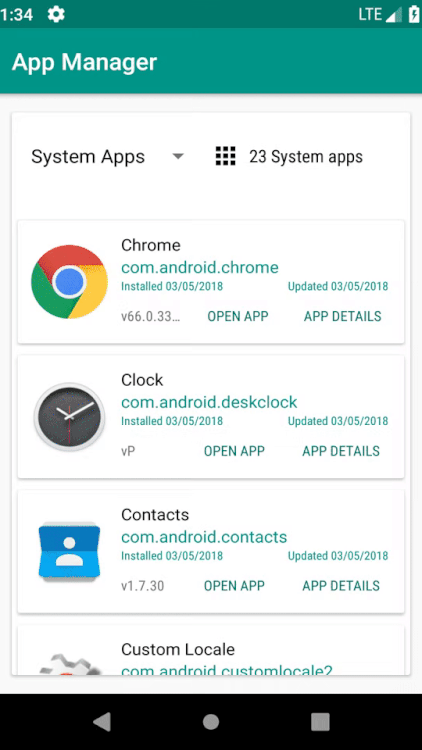 1:34 LTE
App Manager
System Apps 23 System apps
Chrome
com.android.chrome
Installed 03/05/2018 Updated 03/05/2018
v66.0.33... OPEN APP APP DETAILS
Clock
com.android.deskclock
Installed 03/05/2018 Updated 03/05/2018
vP OPEN APP APP DETAILS
Contacts
com.android.contacts
Installed 03/05/2018 Updated 03/05/2018
v1.7.30 OPEN APP APP DETAILS
Custom Locale
com.android.customlocale2